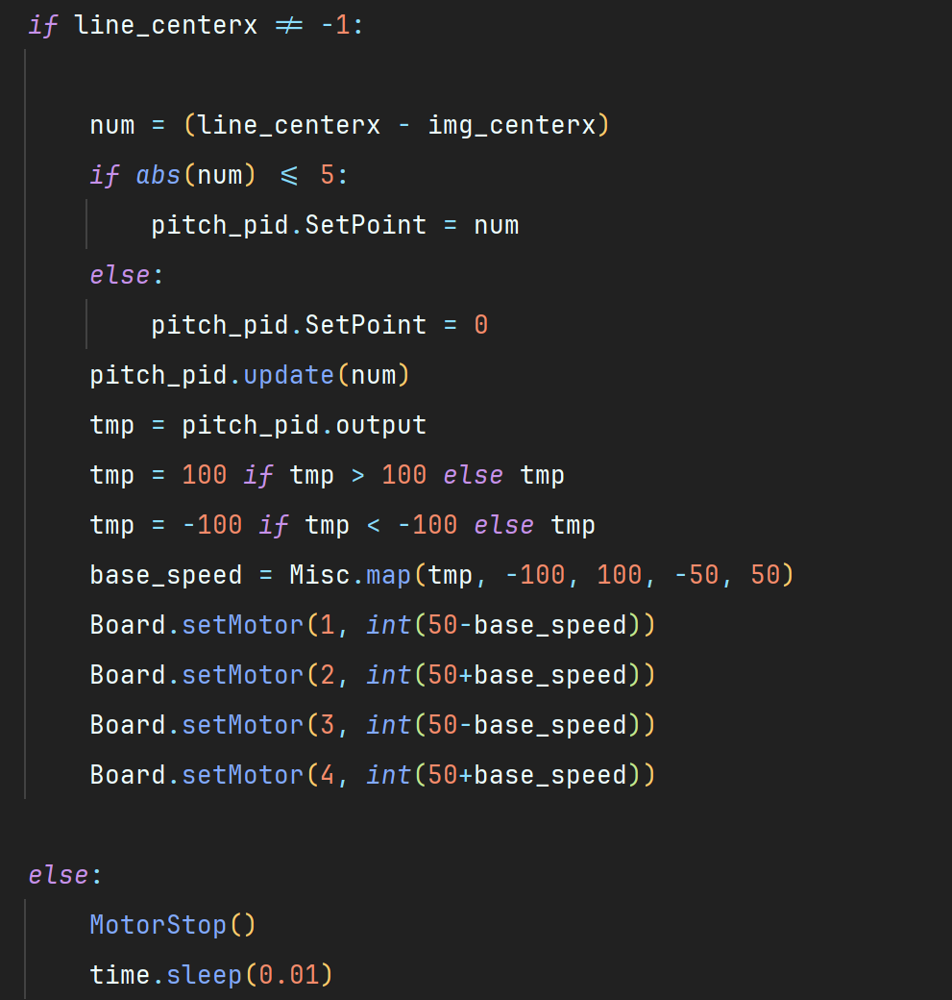 if line_centerx != -1:
num = (line_centerx - img_centerx)
if abs(num) <= 5:
pitch_pid.SetPoint = num
else:
pitch_pid.SetPoint = 0
pitch_pid.update(num)
tmp = pitch_pid.output
tmp = 100 if tmp > 100 else tmp
tmp = -100 if tmp < -100 else tmp
base_speed = Misc.map(tmp, -100, 100, -50, 50)
Board.setMotor(1, int(50-base_speed))
Board.setMotor(2, int(50+base_speed))
Board.setMotor(3, int(50-base_speed))
Board.setMotor(4, int(50+base_speed))
else:
MotorStop()
time.sleep(0.01)